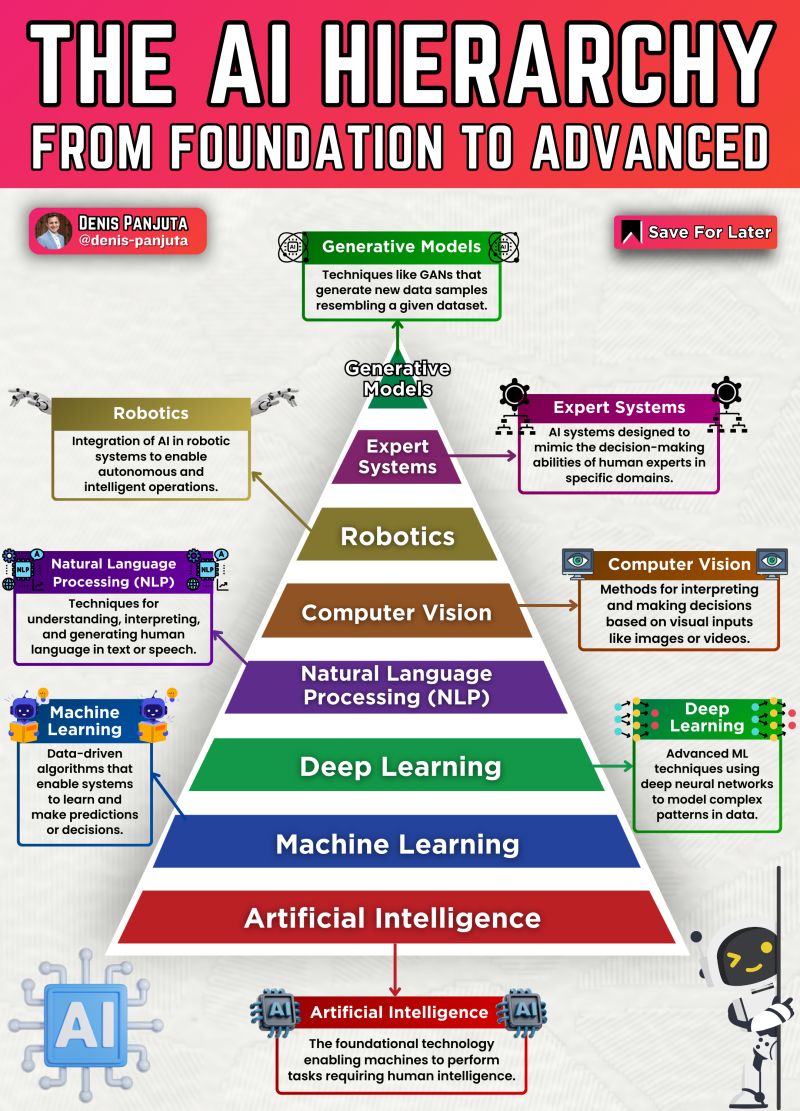 THE AI HIERARCHY
FROM FOUNDATION TO ADVANCED
DENIS PANJUTA
@denis-panjuta
Save For Later
Generative Models
Techniques like GANs that
generate new data samples
resembling a given dataset.
Generative
Models
Robotics
Integration of AI in robotic
systems to enable
autonomous and
intelligent operations.
Expert Systems
AI systems designed to
mimic the decision-making
abilities of human experts in
specific domains.
Expert
Systems
Robotics
Natural Language
Processing (NLP)
Techniques for
understanding, interpreting,
and generating human
language in text or speech.
NLP
A
NLP
A
Computer Vision
Methods for interpreting
and making decisions
based on visual inputs
like images or videos.
Computer Vision
Natural Language
Processing (NLP)
Machine
Learning
Data-driven
algorithms that
enable systems
to learn and
make predictions
or decisions.
Deep
Learning
Advanced ML
techniques using
deep neural networks
to model complex
patterns in data.
Deep Learning
Machine Learning
Artificial Intelligence
AI
AI
Artificial Intelligence
AI
The foundational technology
enabling machines to perform
tasks requiring human intelligence.
AI
AI